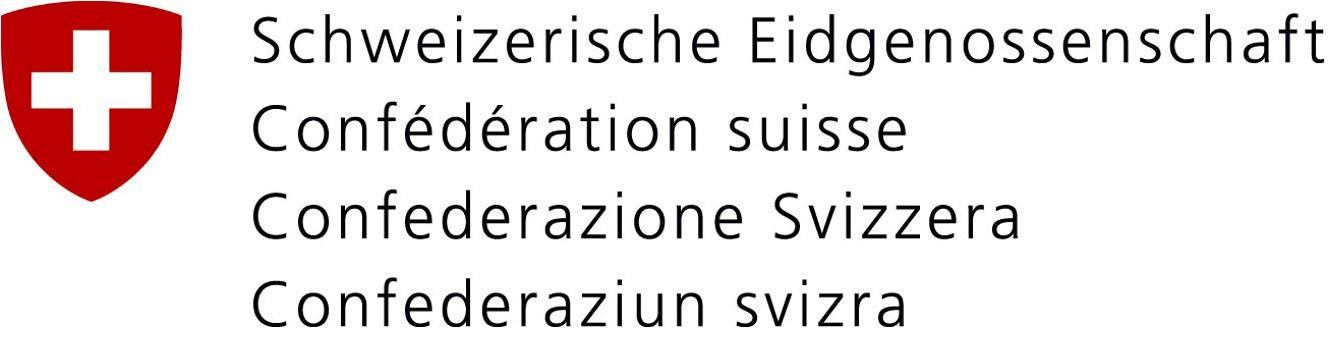 Schweizerische Eidgenossenschaft
Confédération suisse
Confederazione Svizzera
Confederaziun svizra